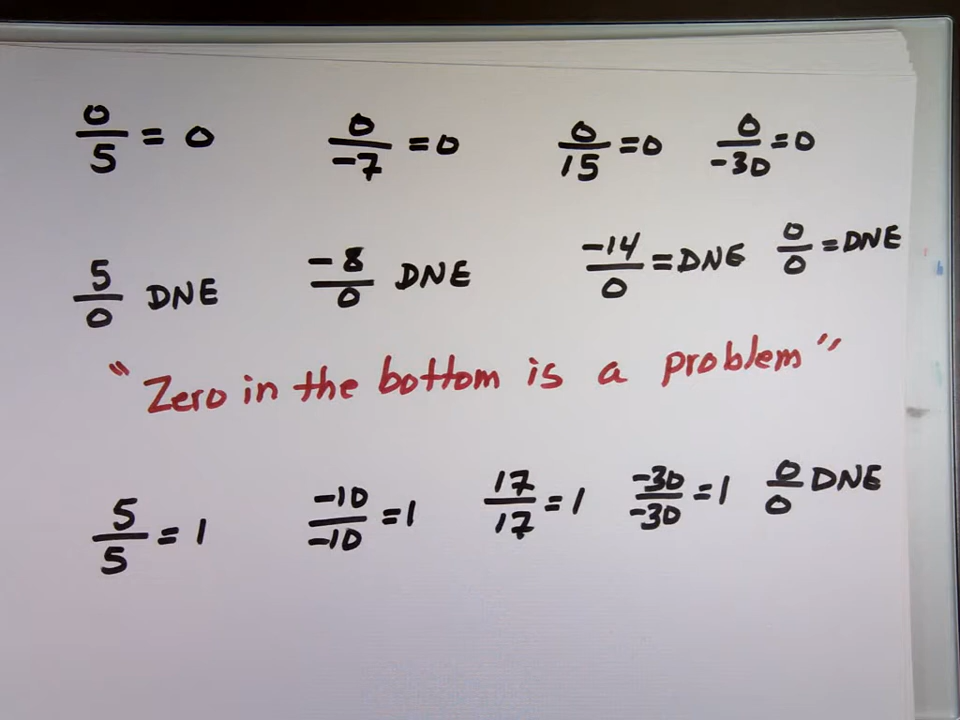 0/5 = 0 0/-7 = 0 0/15 = 0 0/-30 = 0
5/0 DNE -8/0 DNE -14/0 = DNE 0/0 = DNE
"Zero in the bottom is a problem"
5/5 = 1 -10/-10 = 1 17/17 = 1 -30/-30 = 1 0/0 DNE